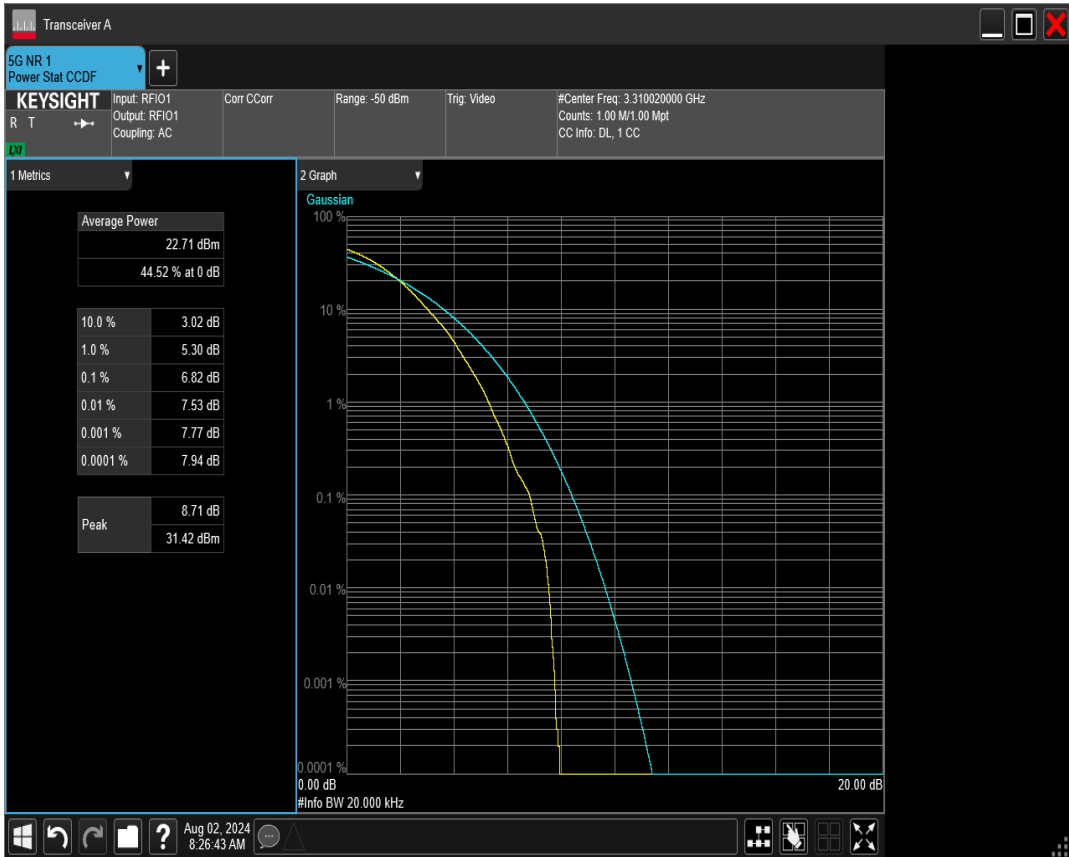 Transceiver A
5G NR 1
Power Stat CCDF
KEYSIGHT
R T
LXI
Input: RFIO1
Output: RFIO1
Coupling: AC
Corr CCorr
Range: -50 dBm
Trig: Video
#Center Freq: 3.310020000 GHz
Counts: 1.00 M/1.00 Mpt
CC Info: DL, 1 CC
1 Metrics
Average Power
22.71 dBm
44.52 % at 0 dB
10.0 % 3.02 dB
1.0 % 5.30 dB
0.1 % 6.82 dB
0.01 % 7.53 dB
0.001 % 7.77 dB
0.0001 % 7.94 dB
Peak 8.71 dB
31.42 dBm
2 Graph
Gaussian
100 %
10 %
1 %
0.1 %
0.01 %
0.001 %
0.0001 %
0.00 dB 20.00 dB
#Info BW 20.000 kHz
Aug 02, 2024
8:26:43 AM